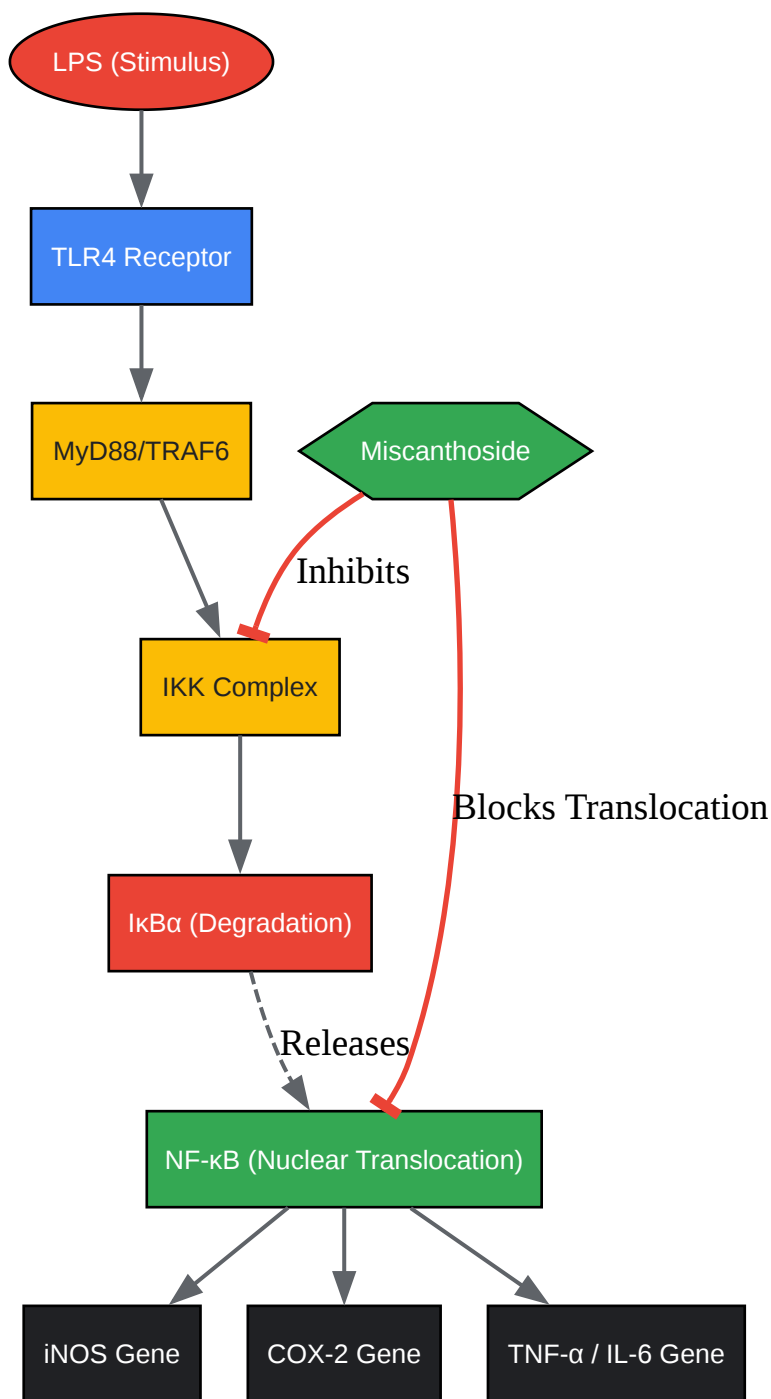 LPS (Stimulus)
TLR4 Receptor
MyD88/TRAF6
Miscanthoside
Inhibits
IKK Complex
Blocks Translocation
IκBα (Degradation)
Releases
NF-κB (Nuclear Translocation)
iNOS Gene
COX-2 Gene
TNF-α / IL-6 Gene